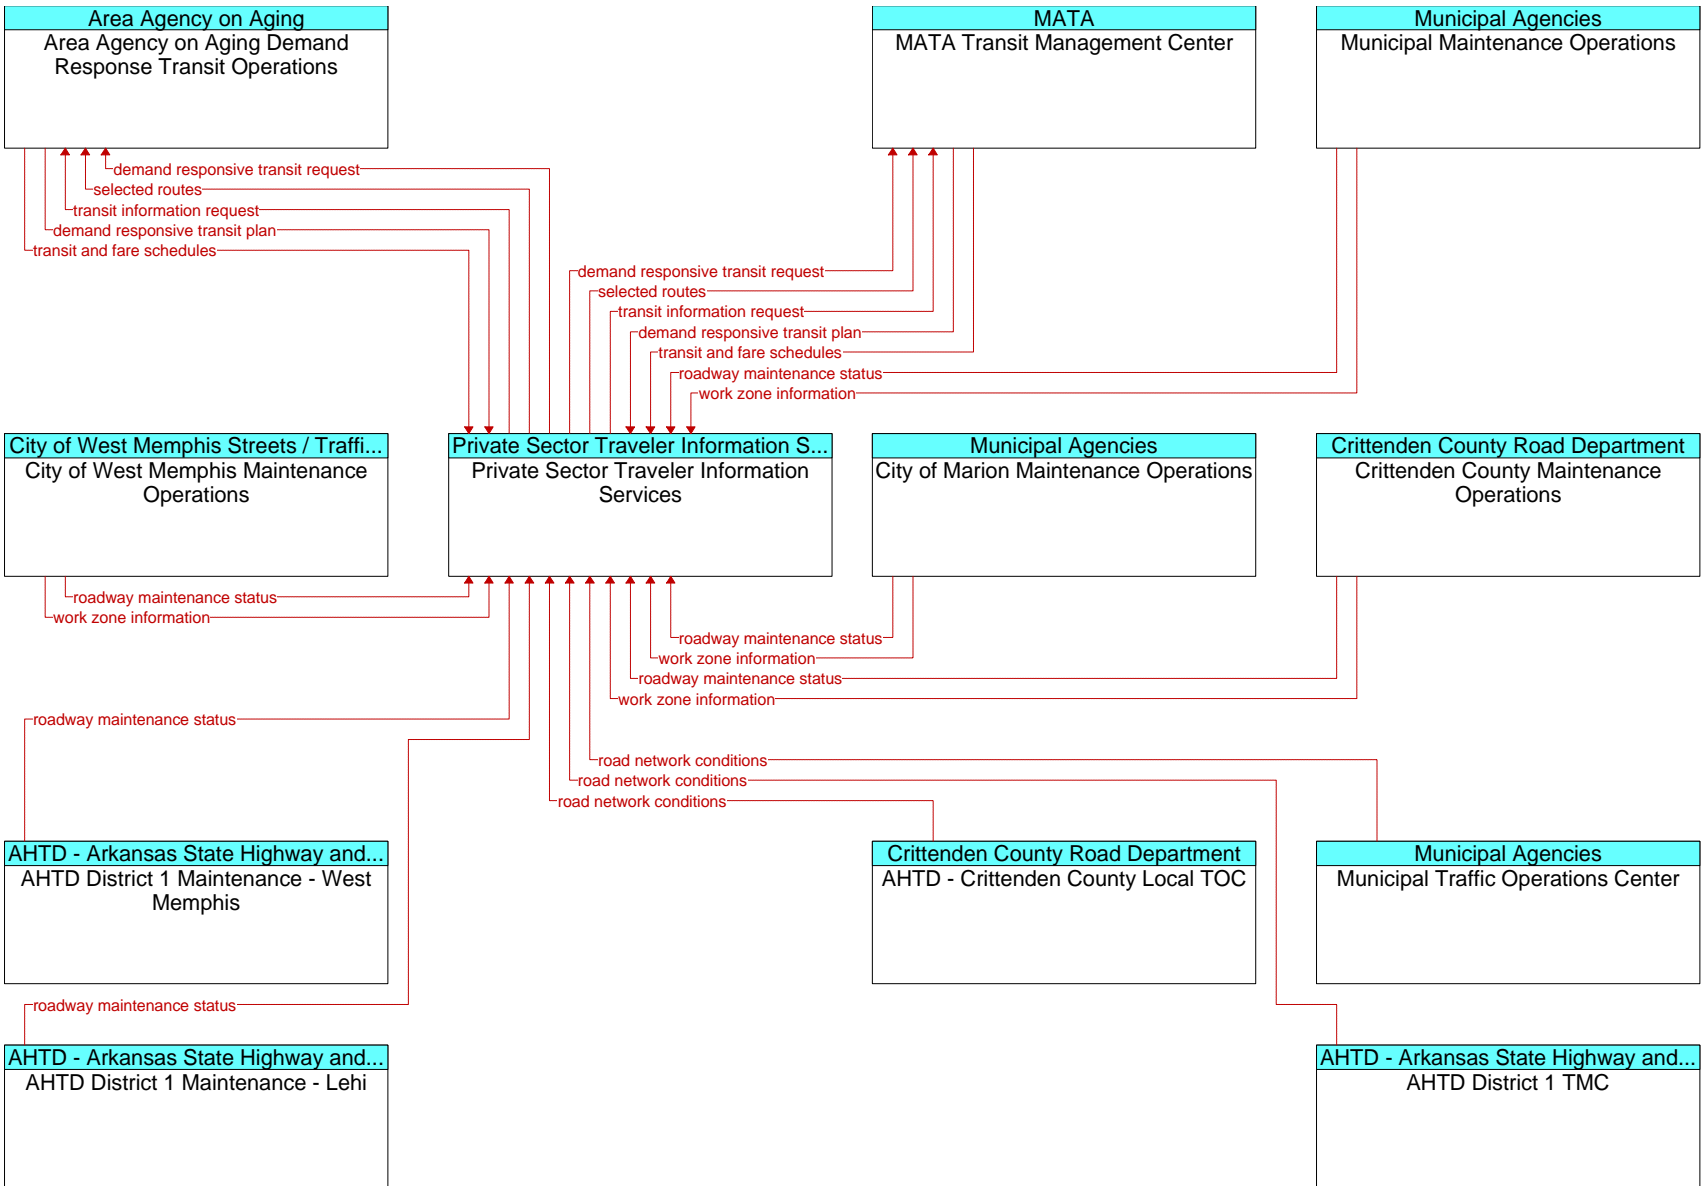 Area Agency on Aging
Area Agency on Aging Demand
Response Transit Operations
MATA
MATA Transit Management Center
Municipal Agencies
Municipal Maintenance Operations
demand responsive transit request
selected routes
transit information request
demand responsive transit plan
transit and fare schedules
demand responsive transit request
selected routes
transit information request
demand responsive transit plan
transit and fare schedules
roadway maintenance status
work zone information
City of West Memphis Streets / Traffi...
City of West Memphis Maintenance
Operations
Private Sector Traveler Information S...
Private Sector Traveler Information
Services
Municipal Agencies
City of Marion Maintenance Operations
Crittenden County Road Department
Crittenden County Maintenance
Operations
roadway maintenance status
work zone information
roadway maintenance status
work zone information
roadway maintenance status
work zone information
roadway maintenance status
road network conditions
road network conditions
road network conditions
AHTD - Arkansas State Highway and...
AHTD District 1 Maintenance - West
Memphis
Crittenden County Road Department
AHTD - Crittenden County Local TOC
Municipal Agencies
Municipal Traffic Operations Center
roadway maintenance status
AHTD - Arkansas State Highway and...
AHTD District 1 Maintenance - Lehi
AHTD - Arkansas State Highway and...
AHTD District 1 TMC